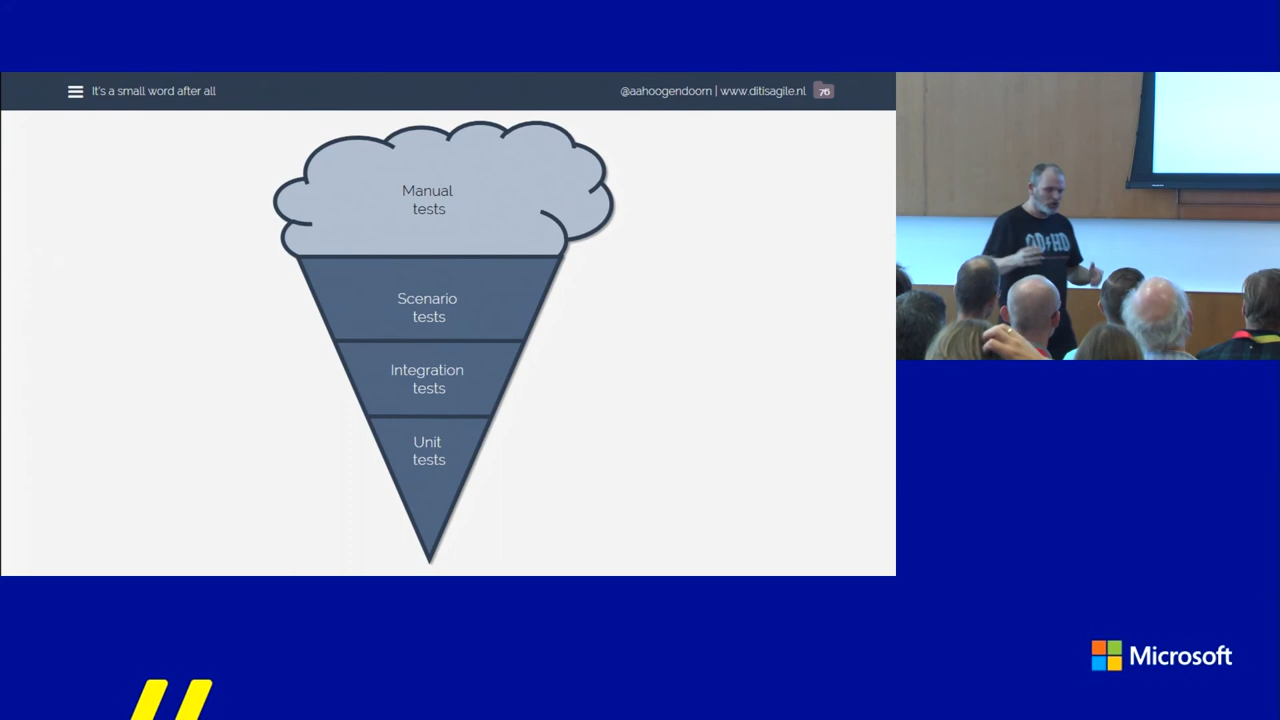 It's a small word after all
@aahoogendoorn | www.ditisagile.nl
76
Manual
tests
Scenario
tests
Integration
tests
Unit
tests
Microsoft